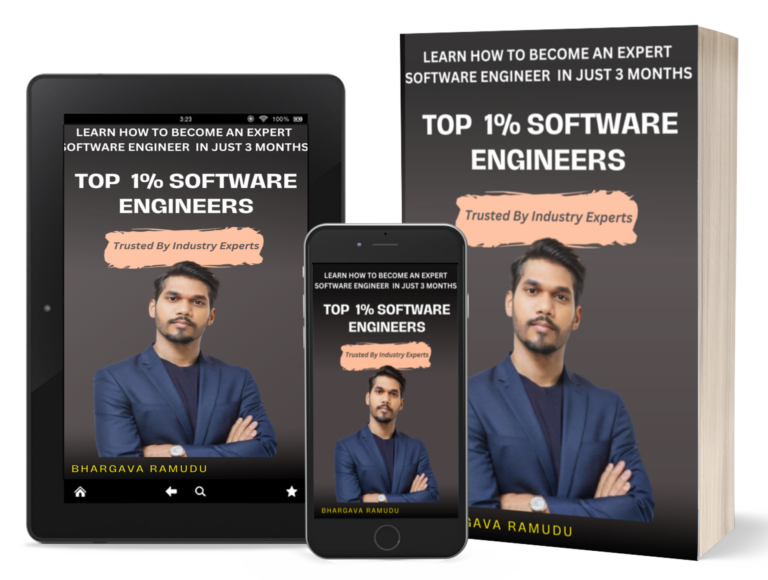 3:23 100%
LEARN HOW TO BECOME AN EXPERT
SOFTWARE ENGINEER IN JUST 3 MONTHS
TOP 1% SOFTWARE
ENGINEERS
Trusted By Industry Experts
BHARGAVA RAMUDU
LEARN HOW TO BECOME AN EXPERT
SOFTWARE ENGINEER IN JUST 3 MONTHS
TOP 1% SOFTWARE
ENGINEERS
Trusted By Industry Experts
BHARGAVA RAMUDU
LEARN HOW TO BECOME AN EXPERT
SOFTWARE ENGINEER IN JUST 3 MONTHS
TOP 1% SOFTWARE
ENGINEERS
Trusted By Industry Experts
GAVA RAMUDU